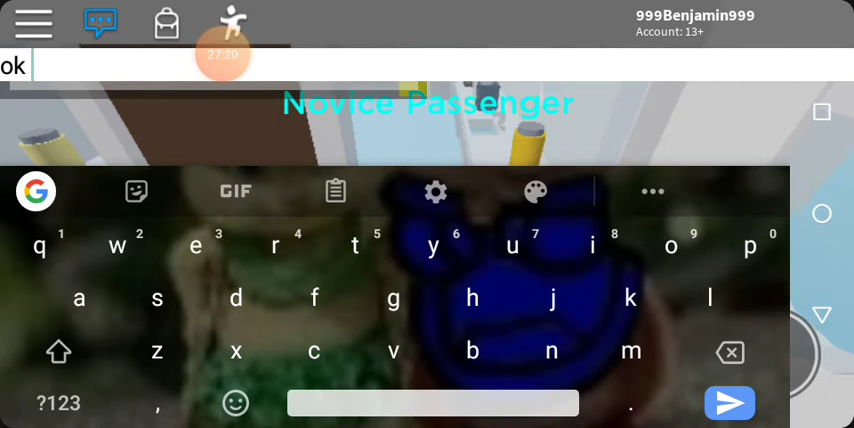 999Benjamin999
Account: 13+
27:20
ok
Novice Passenger
GIF
q1 w2 e3 r4 t5 y6 u7 i8 o9 p0
a s d f g h j k l
z x c v b n m
?123 , .